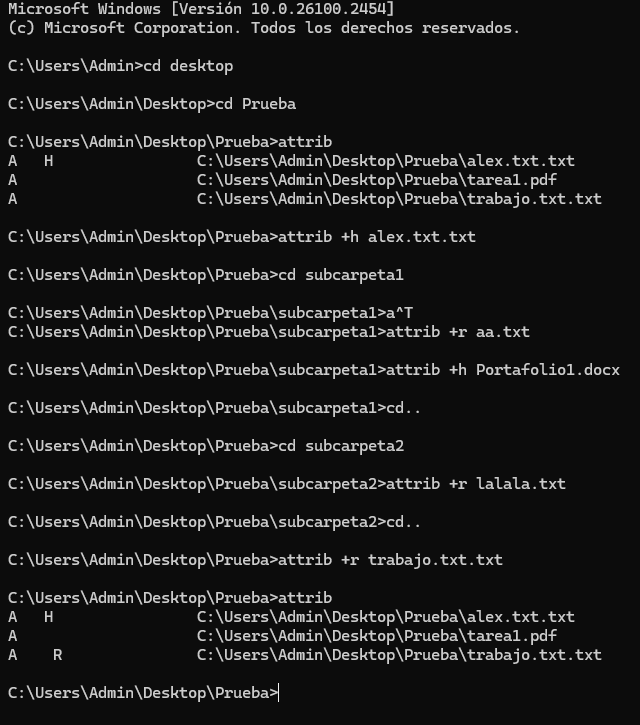 Microsoft Windows [Versión 10.0.26100.2454]
(c) Microsoft Corporation. Todos los derechos reservados.
C:\Users\Admin>cd desktop
C:\Users\Admin\Desktop>cd Prueba
C:\Users\Admin\Desktop\Prueba>attrib
A   H                C:\Users\Admin\Desktop\Prueba\alex.txt.txt
A                    C:\Users\Admin\Desktop\Prueba\tarea1.pdf
A                    C:\Users\Admin\Desktop\Prueba\trabajo.txt.txt
C:\Users\Admin\Desktop\Prueba>attrib +h alex.txt.txt
C:\Users\Admin\Desktop\Prueba>cd subcarpeta1
C:\Users\Admin\Desktop\Prueba\subcarpeta1>a^T
C:\Users\Admin\Desktop\Prueba\subcarpeta1>attrib +r aa.txt
C:\Users\Admin\Desktop\Prueba\subcarpeta1>attrib +h Portafolio1.docx
C:\Users\Admin\Desktop\Prueba\subcarpeta1>cd..
C:\Users\Admin\Desktop\Prueba>cd subcarpeta2
C:\Users\Admin\Desktop\Prueba\subcarpeta2>attrib +r lalala.txt
C:\Users\Admin\Desktop\Prueba\subcarpeta2>cd..
C:\Users\Admin\Desktop\Prueba>attrib +r trabajo.txt.txt
C:\Users\Admin\Desktop\Prueba>attrib
A   H                C:\Users\Admin\Desktop\Prueba\alex.txt.txt
A                    C:\Users\Admin\Desktop\Prueba\tarea1.pdf
A    R               C:\Users\Admin\Desktop\Prueba\trabajo.txt.txt
C:\Users\Admin\Desktop\Prueba>